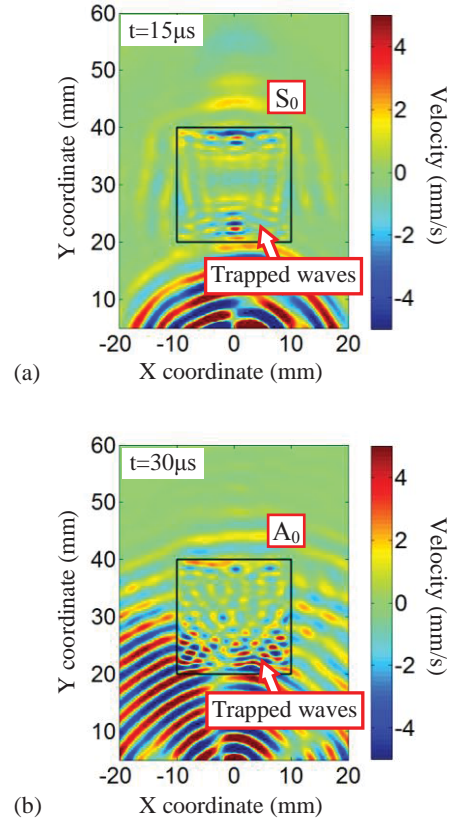 t=15μs
S₀
Trapped waves
60
50
40
30
20
10
Y coordinate (mm)
-20 -10 0 10 20
X coordinate (mm)
4
2
0
-2
-4
Velocity (mm/s)
(a)
t=30μs
A₀
Trapped waves
60
50
40
30
20
10
Y coordinate (mm)
-20 -10 0 10 20
X coordinate (mm)
4
2
0
-2
-4
Velocity (mm/s)
(b)